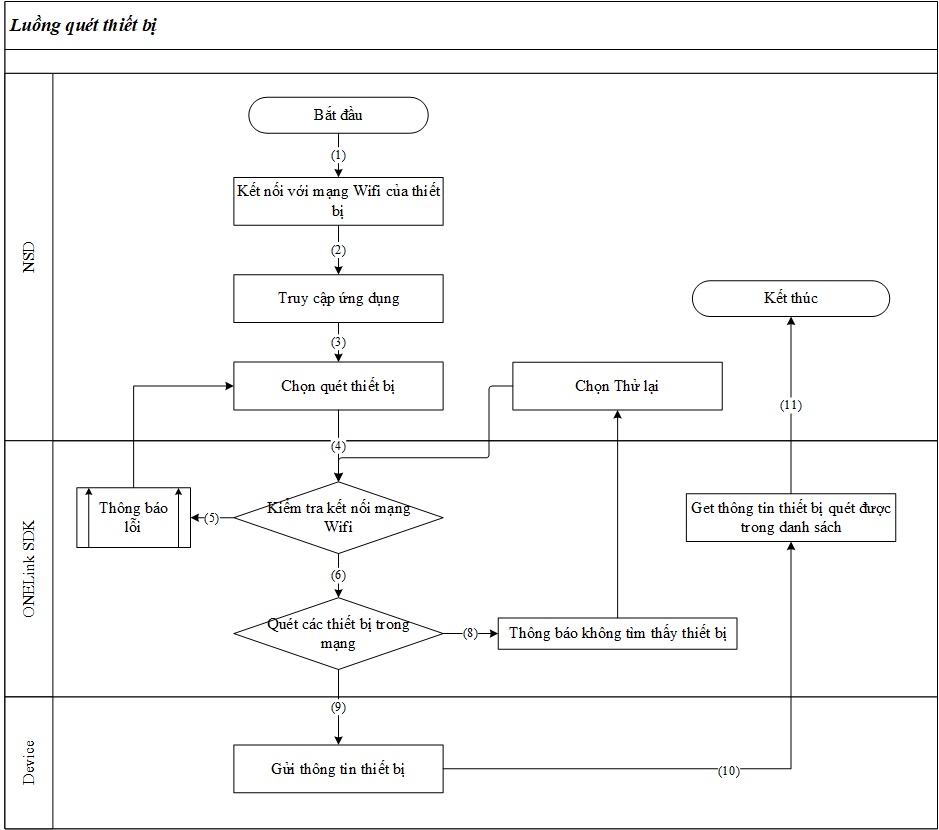 Luồng quét thiết bị
NSD
Bắt đầu
(1)
Kết nối với mạng Wifi của thiết
bị
(2)
Truy cập ứng dụng
Kết thúc
(3)
Chọn quét thiết bị
Chọn Thử lại
(11)
(4)
ONELink SDK
Thông báo
lỗi
(5)
Kiểm tra kết nối mạng
Wifi
Get thông tin thiết bị quét được
trong danh sách
(6)
Quét các thiết bị trong
mạng
(8)
Thông báo không tìm thấy thiết bị
(9)
Device
Gửi thông tin thiết bị
(10)